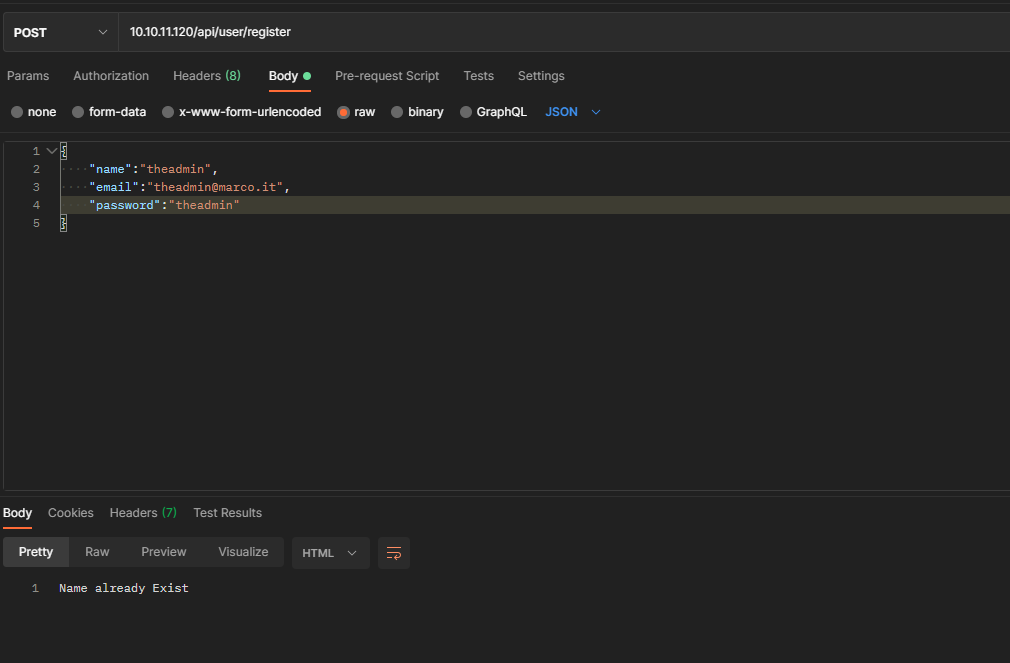 POST 10.10.11.120/api/user/register
Params Authorization Headers (8) Body Pre-request Script Tests Settings
none form-data x-www-form-urlencoded raw binary GraphQL JSON
1 {
2 ····"name":"theadmin",
3 ····"email":"theadmin@marco.it",
4 ····"password":"theadmin"
5 }
Body Cookies Headers (7) Test Results
Pretty Raw Preview Visualize HTML
1 Name already Exist